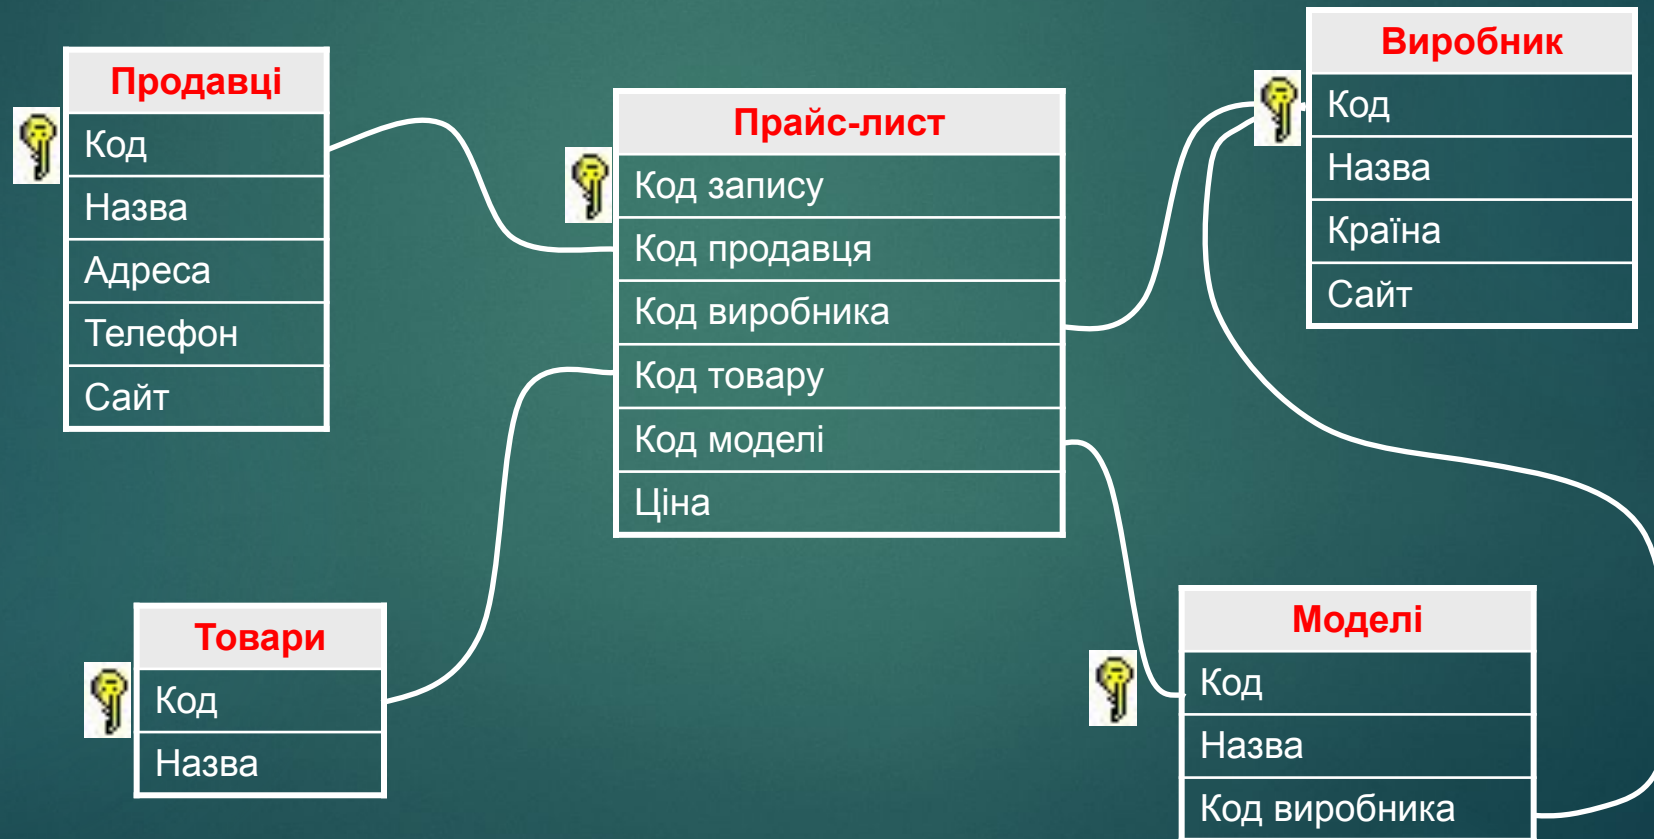 Продавці
Код
Назва
Адреса
Телефон
Сайт
Прайс-лист
Код запису
Код продавця
Код виробника
Код товару
Код моделі
Ціна
Виробник
Код
Назва
Країна
Сайт
Товари
Код
Назва
Моделі
Код
Назва
Код виробника